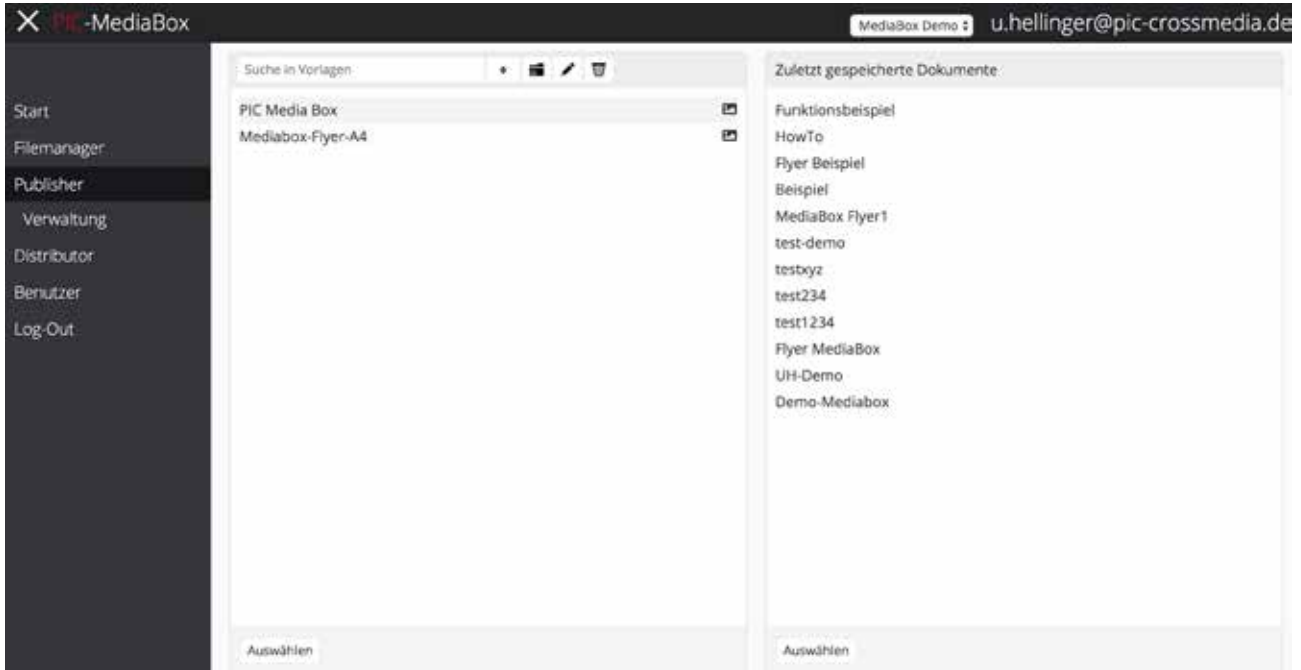 PIC-MediaBox
MediaBox Demo
u.hellinger@pic-crossmedia.de
Start
Filemanager
Publisher
Verwaltung
Distributor
Benutzer
Log-Out
Suche in Vorlagen
PIC Media Box
Mediabox-Flyer-A4
Auswählen
Zuletzt gespeicherte Dokumente
Funktionsbeispiel
HowTo
Flyer Beispiel
Beispiel
MediaBox Flyer1
test-demo
testxyz
test234
test1234
Flyer MediaBox
UH-Demo
Demo-Mediabox
Auswählen